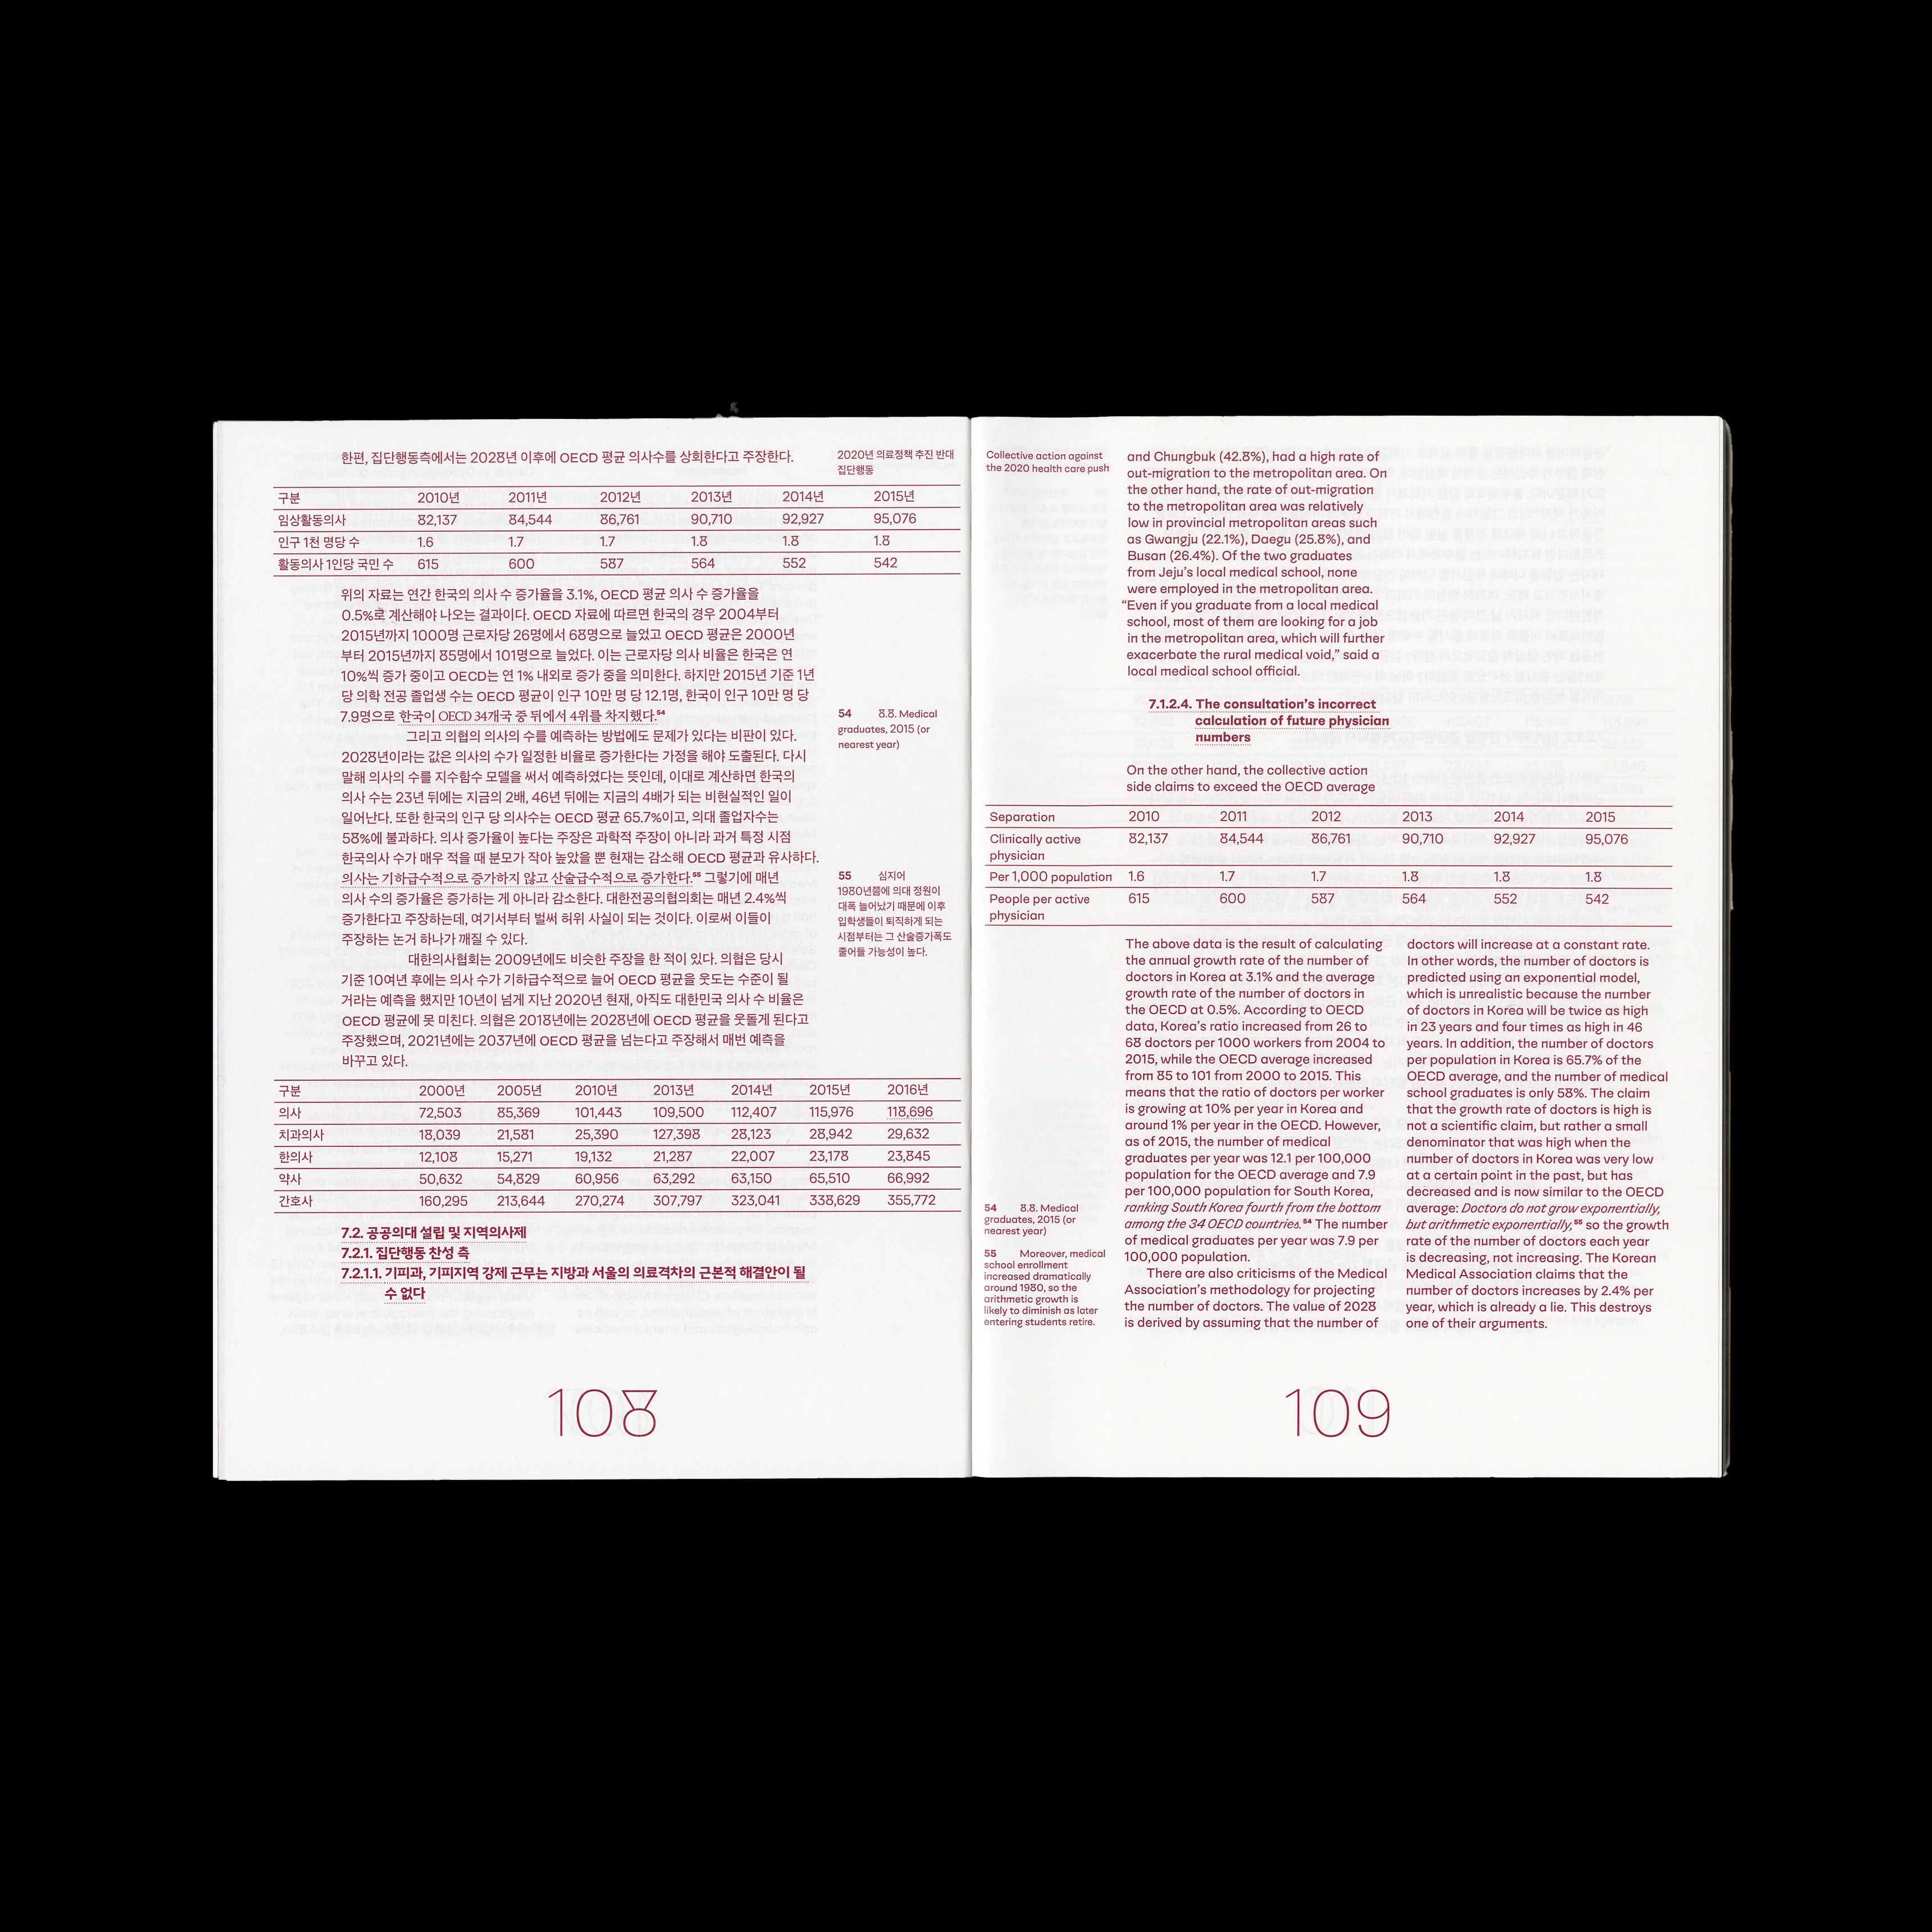 한편, 집단행동측에서는 2028년 이후에 OECD 평균 의사수를 상회한다고 주장한다.
2020년 의료정책 추진 반대
집단행동
구분 2010년 2011년 2012년 2013년 2014년 2015년
임상활동의사 82,137 84,544 86,761 90,710 92,927 95,076
인구 1천 명당 수 1.6 1.7 1.7 1.8 1.8 1.8
활동의사 1인당 국민 수 615 600 587 564 552 542
위의 자료는 연간 한국의 의사 수 증가율을 3.1%, OECD 평균 의사 수 증가율을
0.5%로 계산해야 나오는 결과이다. OECD 자료에 따르면 한국의 경우 2004부터
2015년까지 1000명 근로자당 26명에서 68명으로 늘었고 OECD 평균은 2000년
부터 2015년까지 85명에서 101명으로 늘었다. 이는 근로자당 의사 비율은 한국은 연
10%씩 증가 중이고 OECD는 연 1% 내외로 증가 중을 의미한다. 하지만 2015년 기준 1년
당 의학 전공 졸업생 수는 OECD 평균이 인구 10만 명 당 12.1명, 한국이 인구 10만 명 당
7.9명으로 한국이 OECD 34개국 중 뒤에서 4위를 차지했다.54
그리고 의협의 의사의 수를 예측하는 방법에도 문제가 있다는 비판이 있다.
2028년이라는 값은 의사의 수가 일정한 비율로 증가한다는 가정을 해야 도출된다. 다시
말해 의사의 수를 지수함수 모델을 써서 예측하였다는 뜻인데, 이대로 계산하면 한국의
의사 수는 23년 뒤에는 지금의 2배, 46년 뒤에는 지금의 4배가 되는 비현실적인 일이
일어난다. 또한 한국의 인구 당 의사수는 OECD 평균 65.7%이고, 의대 졸업자수는
58%에 불과하다. 의사 증가율이 높다는 주장은 과학적 주장이 아니라 과거 특정 시점
한국의사 수가 매우 적을 때 분모가 작아 높았을 뿐 현재는 감소해 OECD 평균과 유사하다.
의사는 기하급수적으로 증가하지 않고 산술급수적으로 증가한다.55 그렇기에 매년
의사 수의 증가율은 증가하는 게 아니라 감소한다. 대한전공의협의회는 매년 2.4%씩
증가한다고 주장하는데, 여기서부터 벌써 허위 사실이 되는 것이다. 이로써 이들이
주장하는 논거 하나가 깨질 수 있다.
대한의사협회는 2009년에도 비슷한 주장을 한 적이 있다. 의협은 당시
기준 10여년 후에는 의사 수가 기하급수적으로 늘어 OECD 평균을 웃도는 수준이 될
거라는 예측을 했지만 10년이 넘게 지난 2020년 현재, 아직도 대한민국 의사 수 비율은
OECD 평균에 못 미친다. 의협은 2018년에는 2028년에 OECD 평균을 웃돌게 된다고
주장했으며, 2021년에는 2037년에 OECD 평균을 넘는다고 주장해서 매번 예측을
바꾸고 있다.
54 8.8. Medical
graduates, 2015 (or
nearest year)
55 심지어
1980년쯤에 의대 정원이
대폭 늘어났기 때문에 이후
입학생들이 퇴직하게 되는
시점부터는 그 산술증가폭도
줄어들 가능성이 높다.
구분 2000년 2005년 2010년 2013년 2014년 2015년 2016년
의사 72,503 85,369 101,443 109,500 112,407 115,976 118,696
치과의사 18,039 21,581 25,390 127,398 28,123 28,942 29,632
한의사 12,108 15,271 19,132 21,287 22,007 23,178 23,845
약사 50,632 54,829 60,956 63,292 63,150 65,510 66,992
간호사 160,295 213,644 270,274 307,797 323,041 338,629 355,772
7.2. 공공의대 설립 및 지역의사제
7.2.1. 집단행동 찬성 측
7.2.1.1. 기피과, 기피지역 강제 근무는 지방과 서울의 의료격차의 근본적 해결안이 될
수 없다
108
Collective action against
the 2020 health care push
and Chungbuk (42.8%), had a high rate of
out-migration to the metropolitan area. On
the other hand, the rate of out-migration
to the metropolitan area was relatively
low in provincial metropolitan areas such
as Gwangju (22.1%), Daegu (25.8%), and
Busan (26.4%). Of the two graduates
from Jeju's local medical school, none
were employed in the metropolitan area.
“Even if you graduate from a local medical
school, most of them are looking for a job
in the metropolitan area, which will further
exacerbate the rural medical void,” said a
local medical school official.
7.1.2.4. The consultation's incorrect
calculation of future physician
numbers
On the other hand, the collective action
side claims to exceed the OECD average
Separation 2010 2011 2012 2013 2014 2015
Clinically active
physician 82,137 84,544 86,761 90,710 92,927 95,076
Per 1,000 population 1.6 1.7 1.7 1.8 1.8 1.8
People per active
physician 615 600 587 564 552 542
The above data is the result of calculating
the annual growth rate of the number of
doctors in Korea at 3.1% and the average
growth rate of the number of doctors in
the OECD at 0.5%. According to OECD
data, Korea's ratio increased from 26 to
68 doctors per 1000 workers from 2004 to
2015, while the OECD average increased
from 85 to 101 from 2000 to 2015. This
means that the ratio of doctors per worker
is growing at 10% per year in Korea and
around 1% per year in the OECD. However,
as of 2015, the number of medical
graduates per year was 12.1 per 100,000
population for the OECD average and 7.9
per 100,000 population for South Korea,
ranking South Korea fourth from the bottom
among the 34 OECD countries.54 The number
of medical graduates per year was 7.9 per
100,000 population.
There are also criticisms of the Medical
Association's methodology for projecting
the number of doctors. The value of 2028
is derived by assuming that the number of
doctors will increase at a constant rate.
In other words, the number of doctors is
predicted using an exponential model,
which is unrealistic because the number
of doctors in Korea will be twice as high
in 23 years and four times as high in 46
years. In addition, the number of doctors
per population in Korea is 65.7% of the
OECD average, and the number of medical
school graduates is only 58%. The claim
that the growth rate of doctors is high is
not a scientific claim, but rather a small
denominator that was high when the
number of doctors in Korea was very low
at a certain point in the past, but has
decreased and is now similar to the OECD
average: Doctors do not grow exponentially,
but arithmetic exponentially,55 so the growth
rate of the number of doctors each year
is decreasing, not increasing. The Korean
Medical Association claims that the
number of doctors increases by 2.4% per
year, which is already a lie. This destroys
one of their arguments.
54 8.8. Medical
graduates, 2015 (or
nearest year)
55 Moreover, medical
school enrollment
increased dramatically
around 1980, so the
arithmetic growth is
likely to diminish as later
entering students retire.
109